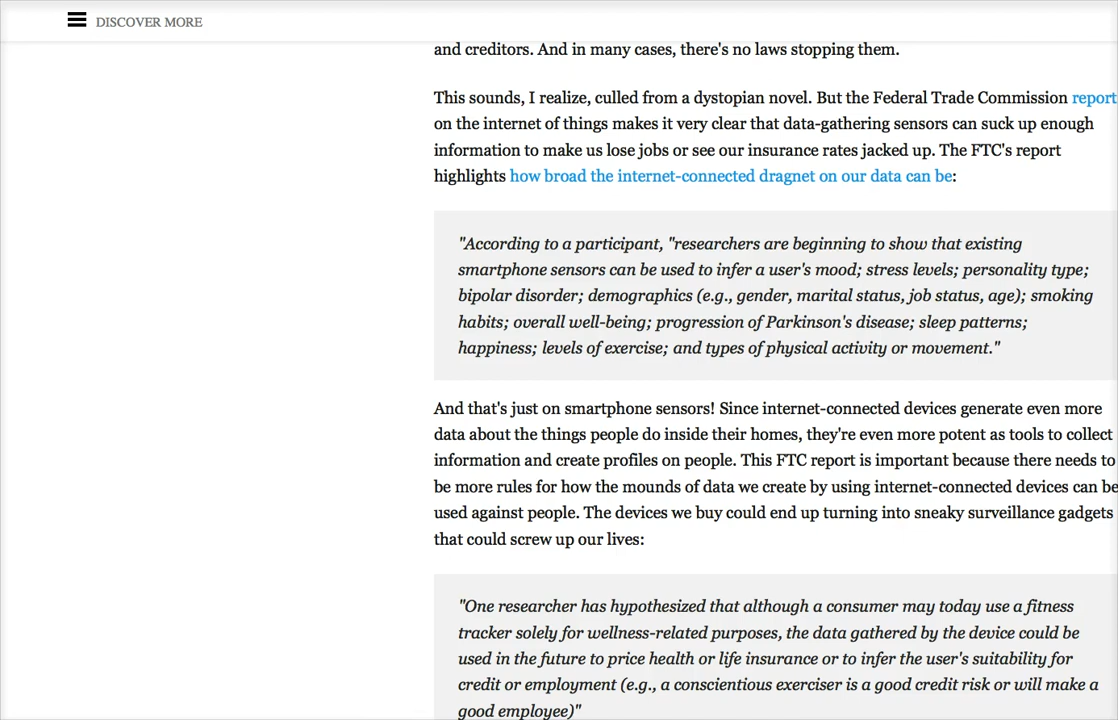 DISCOVER MORE
and creditors. And in many cases, there's no laws stopping them.
This sounds, I realize, culled from a dystopian novel. But the Federal Trade Commission report
on the internet of things makes it very clear that data-gathering sensors can suck up enough
information to make us lose jobs or see our insurance rates jacked up. The FTC's report
highlights how broad the internet-connected dragnet on our data can be:
"According to a participant, "researchers are beginning to show that existing
smartphone sensors can be used to infer a user's mood; stress levels; personality type;
bipolar disorder; demographics (e.g., gender, marital status, job status, age); smoking
habits; overall well-being; progression of Parkinson's disease; sleep patterns;
happiness; levels of exercise; and types of physical activity or movement."
And that's just on smartphone sensors! Since internet-connected devices generate even more
data about the things people do inside their homes, they're even more potent as tools to collect
information and create profiles on people. This FTC report is important because there needs to
be more rules for how the mounds of data we create by using internet-connected devices can be
used against people. The devices we buy could end up turning into sneaky surveillance gadgets
that could screw up our lives:
"One researcher has hypothesized that although a consumer may today use a fitness
tracker solely for wellness-related purposes, the data gathered by the device could be
used in the future to price health or life insurance or to infer the user's suitability for
credit or employment (e.g., a conscientious exerciser is a good credit risk or will make a
good employee)"